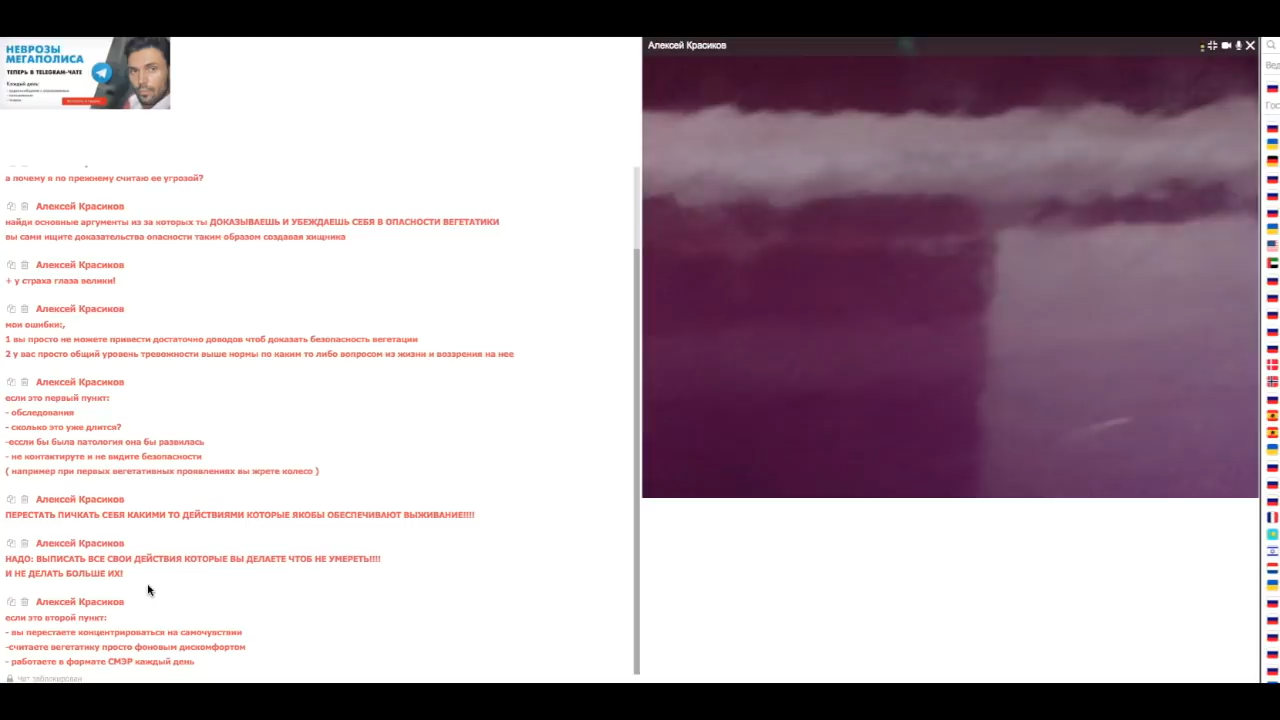 НЕВРОЗЫ
МЕГАПОЛИСА
ТЕПЕРЬ В TELEGRAM-ЧАТЕ
Каждый день:
Алексей Красиков
Вед
Гос
а почему я по прежнему считаю ее угрозой?
Алексей Красиков
найди основные аргументы из за которых ты ДОКАЗЫВАЕШЬ И УБЕЖДАЕШЬ СЕБЯ В ОПАСНОСТИ ВЕГЕТАТИКИ
вы сами ищите доказательства опасности таким образом создавая хищника
Алексей Красиков
+ у страха глаза велики!
Алексей Красиков
мои ошибки:,
1 вы просто не можете привести достаточно доводов чтоб доказать безопасность вегетации
2 у вас просто общий уровень тревожности выше нормы по каким то либо вопросом из жизни и воззрения на нее
Алексей Красиков
если это первый пункт:
- обследования
- сколько это уже длится?
-ессли бы была патология она бы развилась
- не контактируте и не видите безопасности
( например при первых вегетативных проявлениях вы жрете колесо )
Алексей Красиков
ПЕРЕСТАТЬ ПИЧКАТЬ СЕБЯ КАКИМИ ТО ДЕЙСТВИЯМИ КОТОРЫЕ ЯКОБЫ ОБЕСПЕЧИВАЮТ ВЫЖИВАНИЕ!!!!
Алексей Красиков
НАДО: ВЫПИСАТЬ ВСЕ СВОИ ДЕЙСТВИЯ КОТОРЫЕ ВЫ ДЕЛАЕТЕ ЧТОБ НЕ УМЕРЕТЬ!!!!
И НЕ ДЕЛАТЬ БОЛЬШЕ ИХ!
Алексей Красиков
если это второй пункт:
- вы перестаете концентрироваться на самочувствии
-считаете вегетатику просто фоновым дискомфортом
- работаете в формате СМЭР каждый день
Чат заблокирован